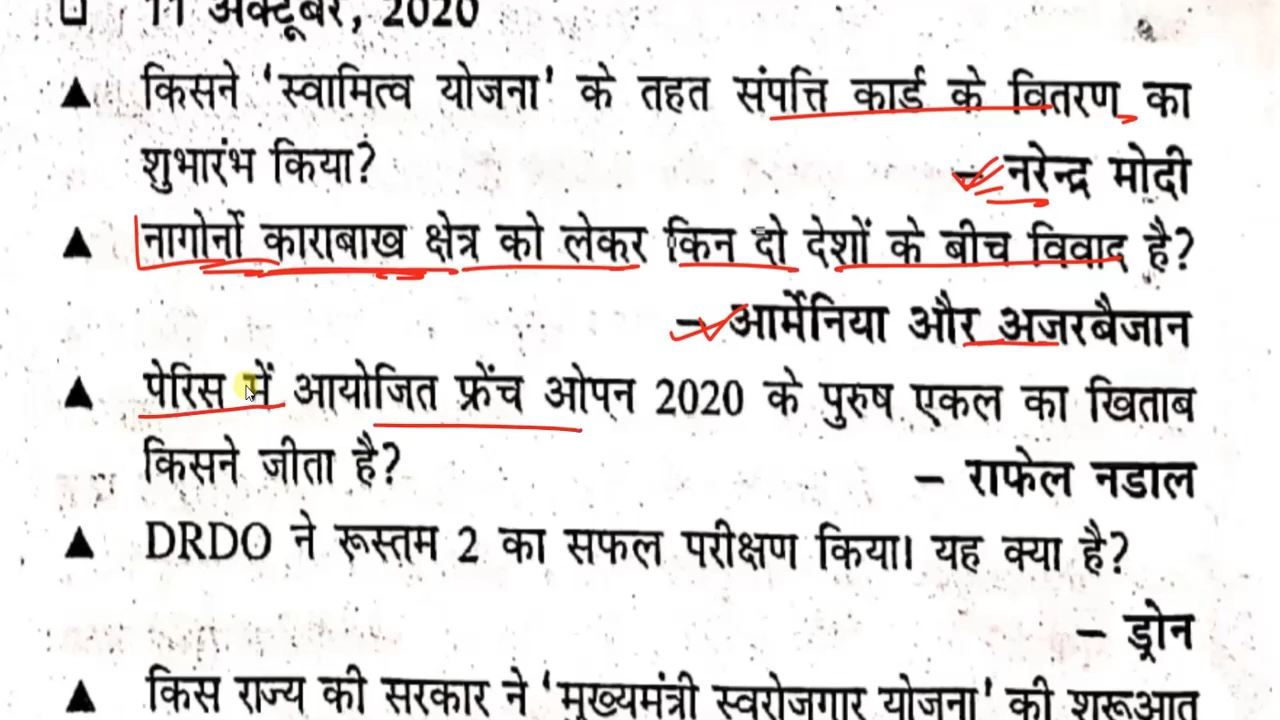 11 अक्टूबर, 2020
▲ किसने ‘स्वामित्व योजना’ के तहत संपत्ति कार्ड के वितरण का
शुभारंभ किया? – नरेन्द्र मोदी
▲ नागोर्नो काराबाख क्षेत्र को लेकर किन दो देशों के बीच विवाद है?
– आर्मेनिया और अजरबैजान
▲ पेरिस में आयोजित फ्रेंच ओपन 2020 के पुरुष एकल का खिताब
किसने जीता है? – राफेल नडाल
▲ DRDO ने रूस्तम 2 का सफल परीक्षण किया। यह क्या है?
– ड्रोन
▲ किस राज्य की सरकार ने ‘मुख्यमंत्री स्वरोजगार योजना’ की शुरूआत